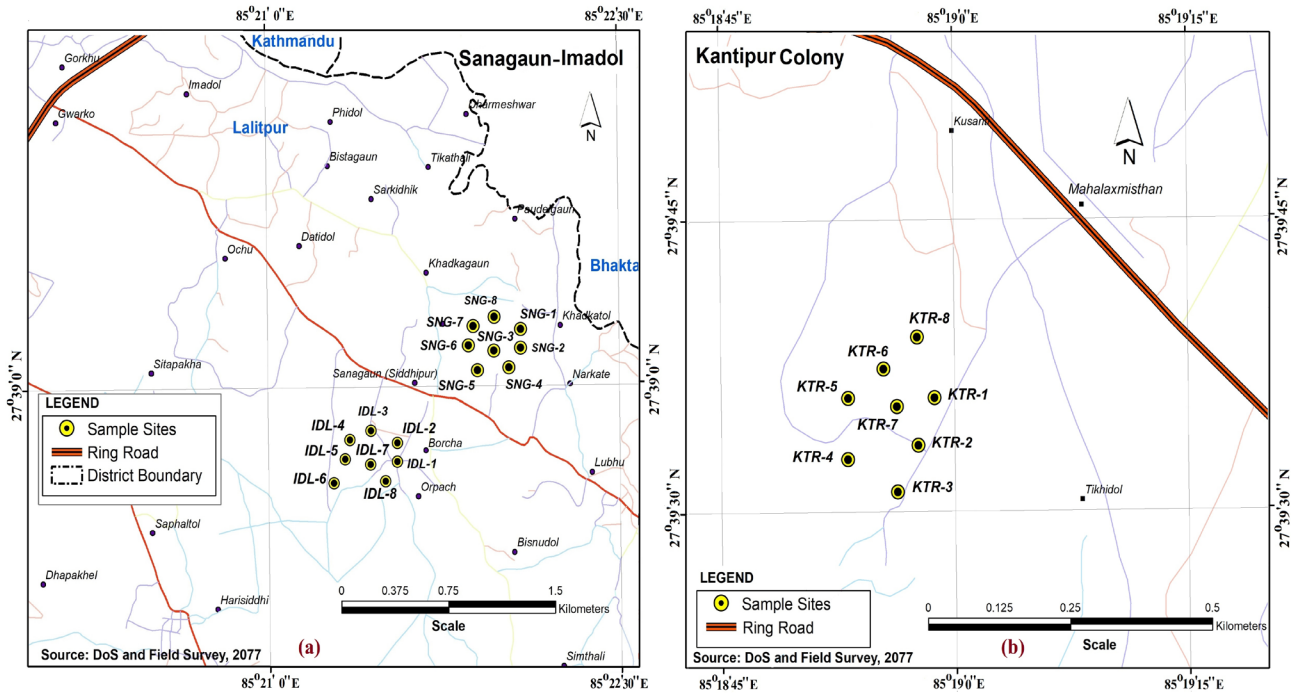 85°21'0"E
85°22'30"E
Kathmandu
Sanagaun-Imadol
Gorkhu
Imadol
Gwarko
Lalitpur
Phidol
Dharmeshwar
N
Bistagaun
Tikathali
Sarkidhik
Paudelgaun
Datidol
Ochu
Khadkagaun
Bhakta
SNG-8
SNG-7
SNG-1
Khadkatol
SNG-3
SNG-6
SNG-2
Sitapakha
Sanagaun (Siddhipur)
SNG-5
SNG-4
Narkate
27°39'0" N
27°39'0" N
LEGEND
Sample Sites
Ring Road
District Boundary
IDL-3
IDL-4
IDL-2
IDL-5
IDL-7
Borcha
IDL-1
IDL-6
IDL-8
Lubhu
Orpach
Saphaltol
Bisnudol
Dhapakhel
Harisiddhi
0 0.375 0.75 1.5
Kilometers
Scale
Source: DoS and Field Survey, 2077
(a)
Simthali
85°21'0"E
85°22'30"E
85°18'45"E
85°19'0"E
85°19'15"E
Kantipur Colony
Kusanti
N
Mahalaxmisthan
27°39'45" N
27°39'45" N
KTR-8
KTR-6
KTR-5
KTR-1
KTR-7
KTR-2
KTR-4
KTR-3
Tikhidol
27°39'30" N
27°39'30" N
LEGEND
Sample Sites
Ring Road
0 0.125 0.25 0.5
Kilometers
Scale
Source: DoS and Field Survey, 2077
(b)
85°18'45"E
85°19'0"E
85°19'15"E